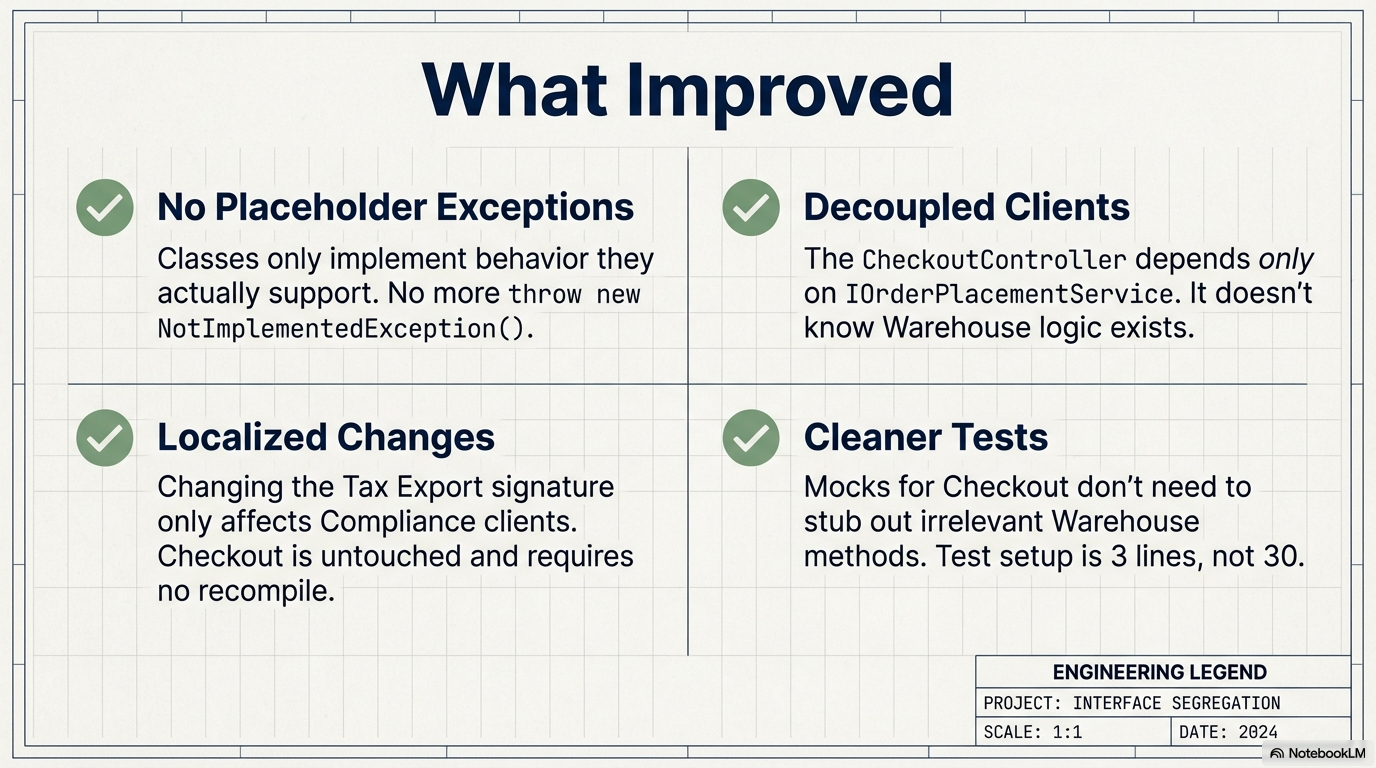 What Improved
No Placeholder Exceptions
Classes only implement behavior they
actually support. No more throw new
NotImplementedException().
Decoupled Clients
The CheckoutController depends only
on IOrderPlacementService. It doesn’t
know Warehouse logic exists.
Localized Changes
Changing the Tax Export signature
only affects Compliance clients.
Checkout is untouched and requires
no recompile.
Cleaner Tests
Mocks for Checkout don’t need to
stub out irrelevant Warehouse
methods. Test setup is 3 lines, not 30.
ENGINEERING LEGEND
PROJECT: INTERFACE SEGREGATION
SCALE: 1:1
DATE: 2024
NotebookLM